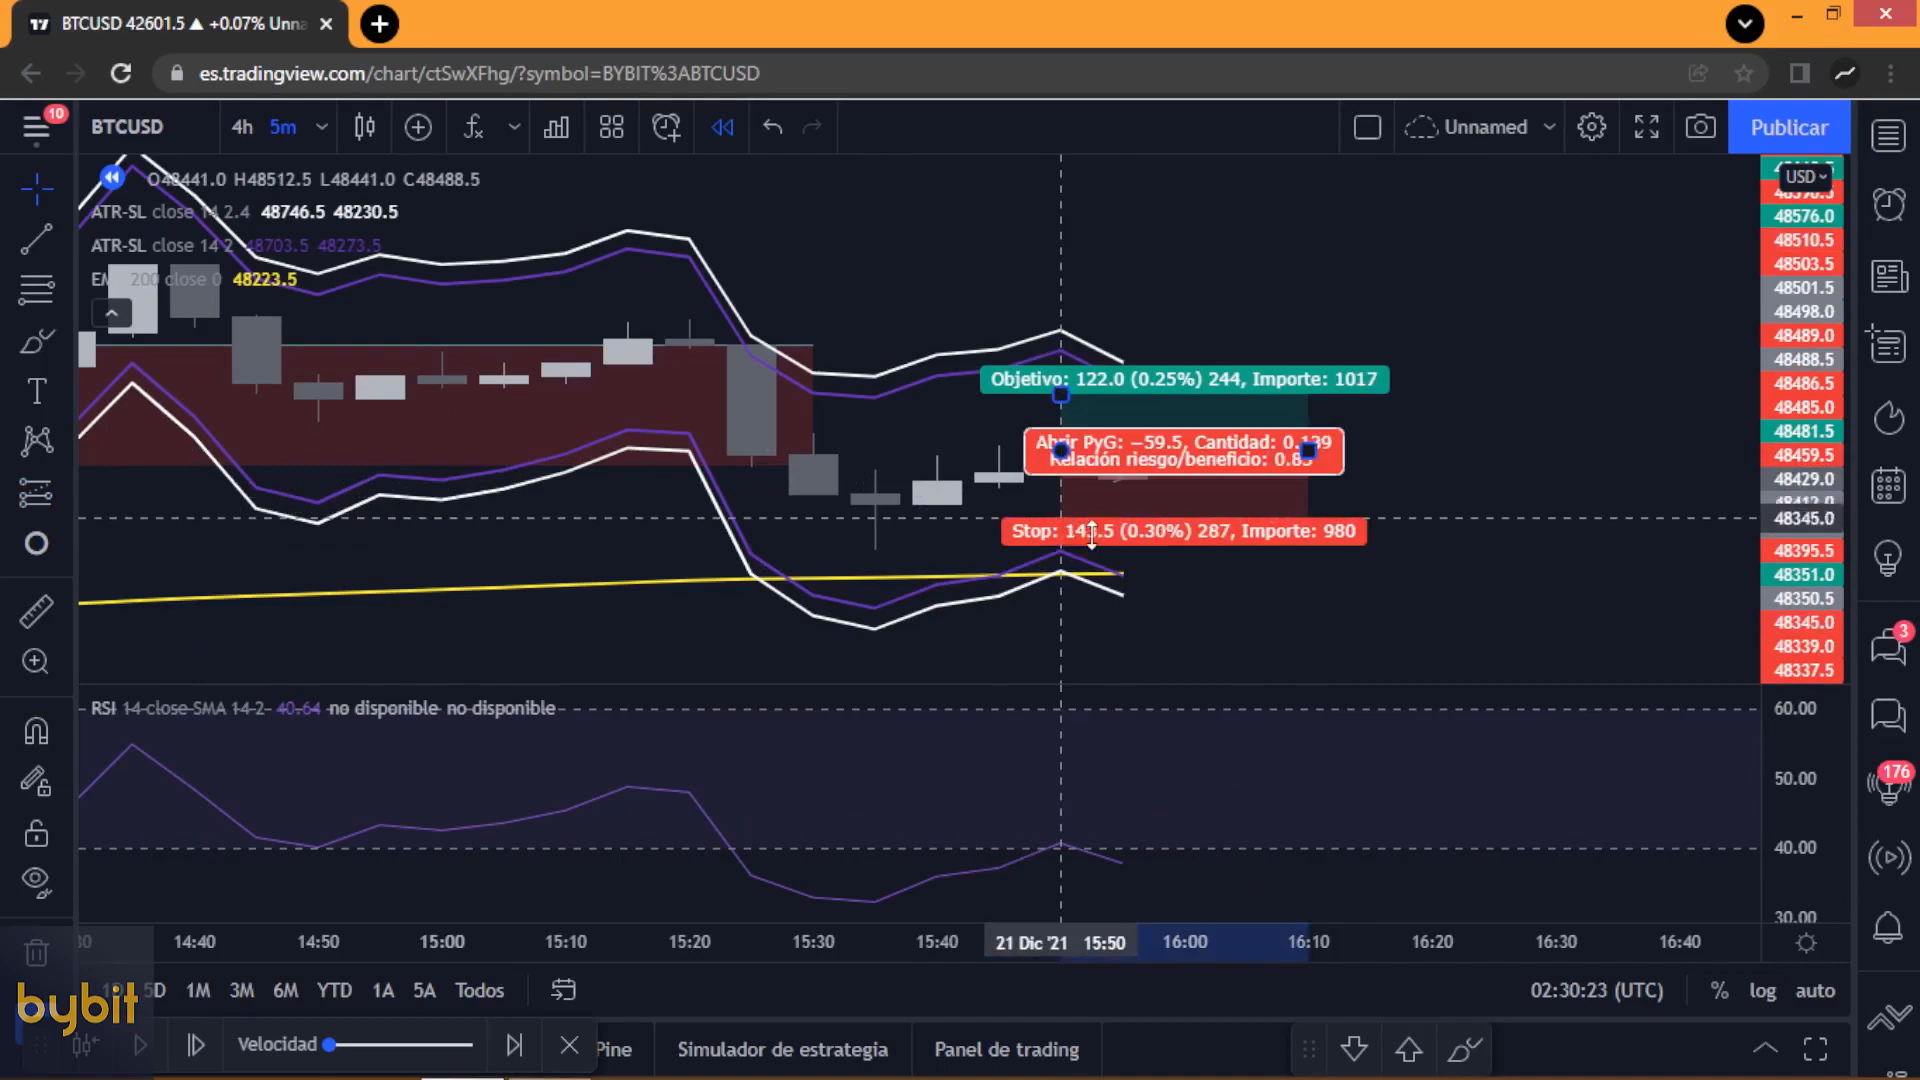 BTCUSD 42601.5 ▲ +0.07% Unna
es.tradingview.com/chart/ctSwXFhg/?symbol=BYBIT%3ABTCUSD
10
BTCUSD 4h 5m
Unnamed
Publicar
O48441.0 H48512.5 L48441.0 C48488.5
ATR-SL close 14 2.4 48746.5 48230.5
ATR-SL close 14 2 48703.5 48273.5
200 close 0 48223.5
USD
48576.0
48510.5
48503.5
48501.5
48498.0
48489.0
48488.5
48486.5
48485.0
48481.5
48459.5
48429.0
48345.0
48395.5
48351.0
48350.5
48345.0
48339.0
48337.5
Objetivo: 122.0 (0.25%) 244, Importe: 1017
Abrir PyG: −59.5, Cantidad:
Relación riesgo/beneficio:
Stop: (0.30%) 287, Importe: 980
RSI 14 close SMA 14 2 40.64 no disponible no disponible
60.00
50.00
40.00
30.00
3
176
14:40 14:50 15:00 15:10 15:20 15:30 15:40 21 Dic '21 15:50 16:00 16:10 16:20 16:30 16:40
5D 1M 3M 6M YTD 1A 5A Todos
02:30:23 (UTC) % log auto
bybit
Velocidad
Pine Simulador de estrategia Panel de trading